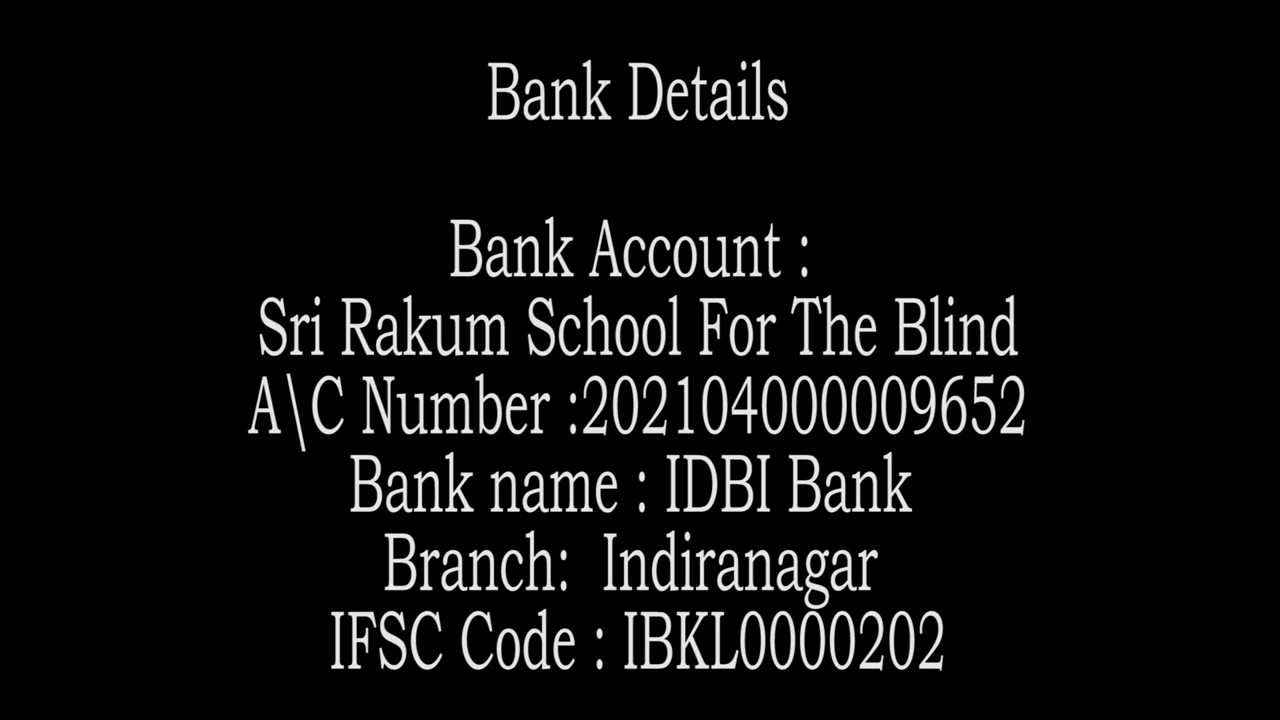 Bank Details
Bank Account :
Sri Rakum School For The Blind
A\C Number :202104000009652
Bank name : IDBI Bank
Branch:  Indiranagar
IFSC Code : IBKL0000202